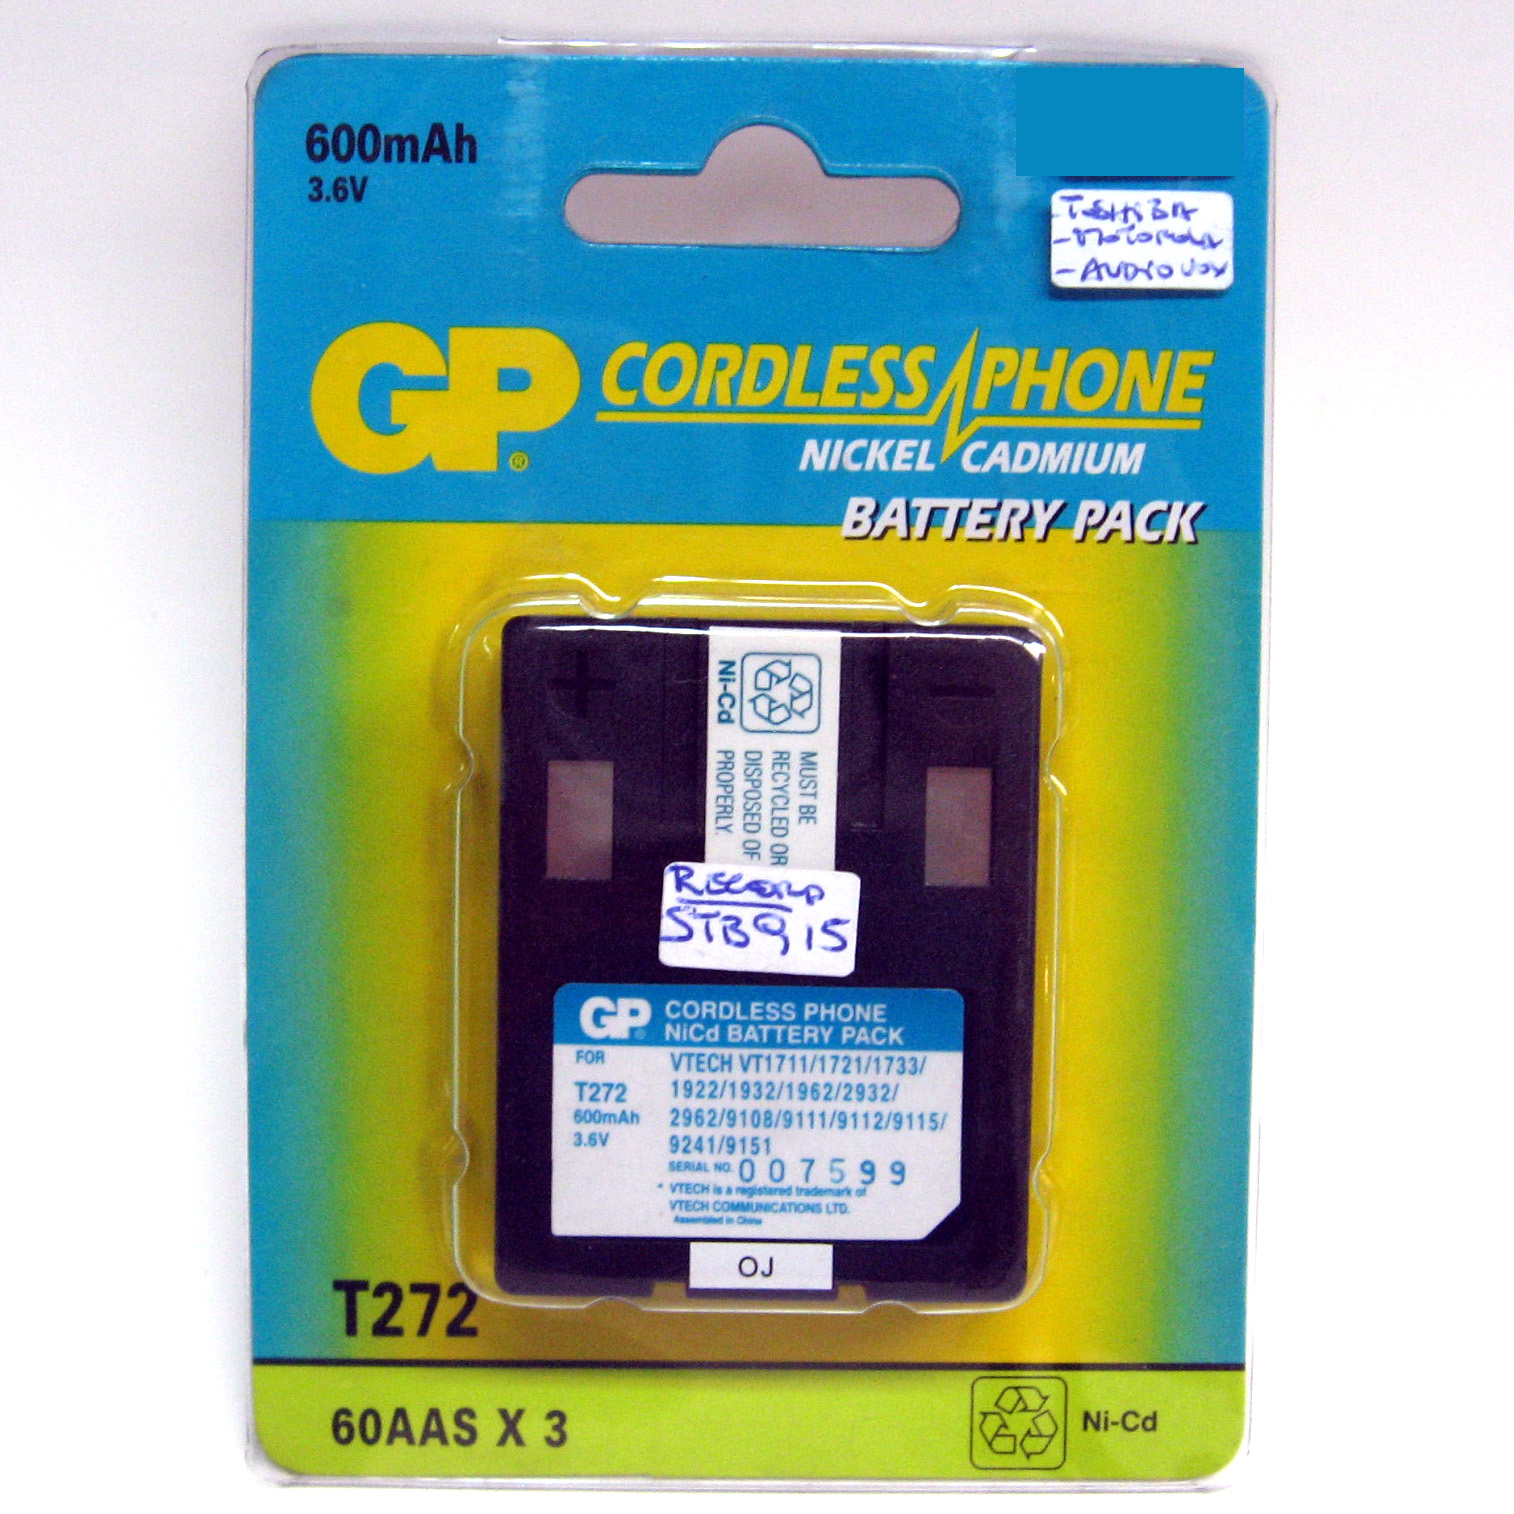 600mAh
3.6V
TOSHIBA
-MOTOROLA
-AUDIOVOX
GP® CORDLESS PHONE
NICKEL CADMIUM
BATTERY PACK
+ −
Ni-Cd
MUST BE
RECYCLED OR
DISPOSED OF
PROPERLY.
STB915
GP® CORDLESS PHONE
NiCd BATTERY PACK
FOR
T272
600mAh
3.6V
VTECH VT1711/1721/1733/
1922/1932/1962/2932/
2962/9108/9111/9112/9115/
9241/9151
SERIAL NO. 007599
* VTECH is a registered trademark of
VTECH COMMUNICATIONS LTD.
Assembled in China
OJ
T272
60AAS X 3
Ni-Cd